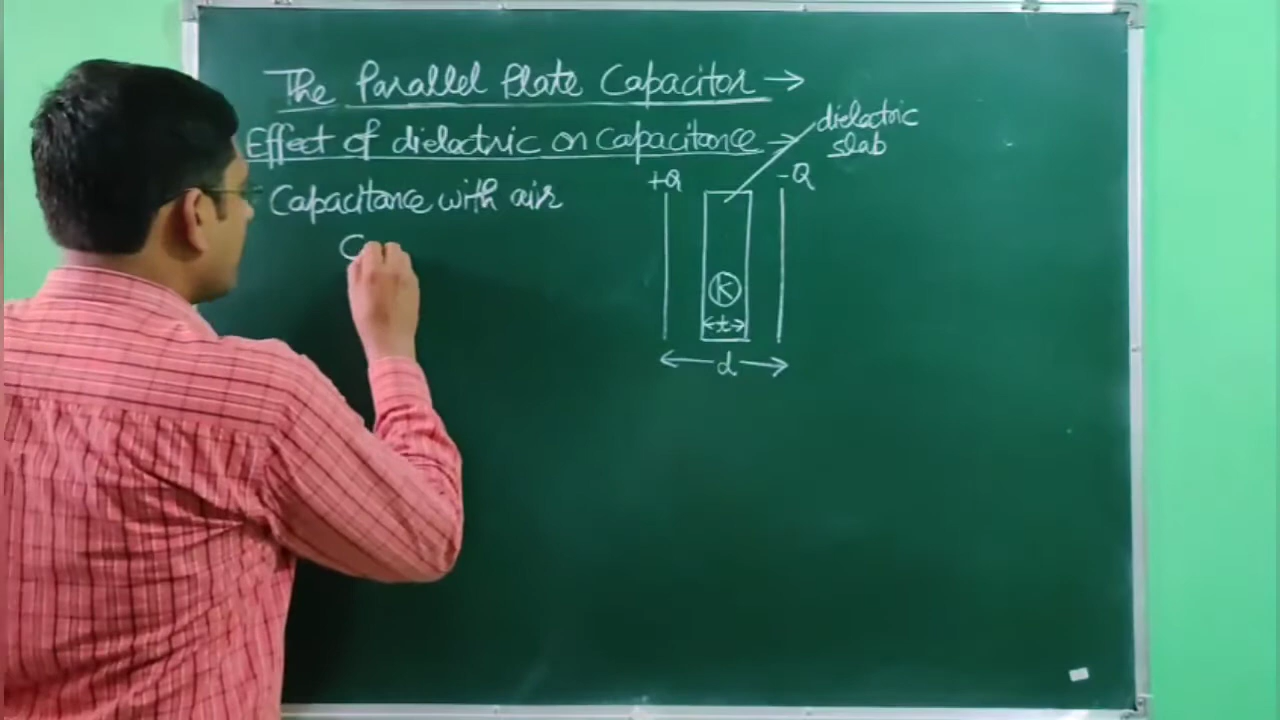 The Parallel Plate Capacitor →
Effect of dielectric on Capacitance →
dielectric
slab
Capacitance with air
C
+Q
-Q
K
t
d